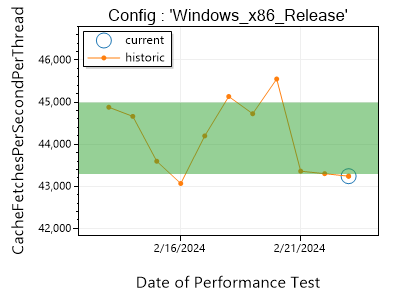 Config : 'Windows_x86_Release'
CacheFetchesPerSecondPerThread
current
historic
46,000
45,000
44,000
43,000
42,000
2/16/2024
2/21/2024
Date of Performance Test